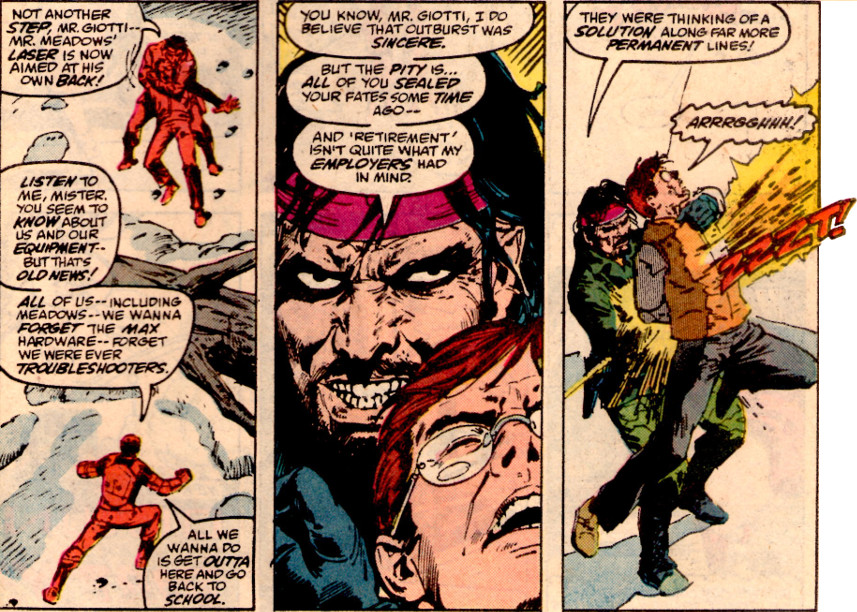 NOT ANOTHER
STEP, MR. GIOTTI--
MR. MEADOWS'
LASER IS NOW
AIMED AT HIS
OWN BACK!
LISTEN TO
ME, MISTER.
YOU SEEM TO
KNOW ABOUT
US AND OUR
EQUIPMENT--
BUT THAT'S
OLD NEWS!
ALL OF US--INCLUDING
MEADOWS--WE WANNA
FORGET THE MAX
HARDWARE--FORGET
WE WERE EVER
TROUBLESHOOTERS.
ALL WE
WANNA DO
IS GET OUTTA
HERE AND GO
BACK TO
SCHOOL.
YOU KNOW, MR. GIOTTI, I DO
BELIEVE THAT OUTBURST WAS
SINCERE.
BUT THE PITY IS...
ALL OF YOU SEALED
YOUR FATES SOME TIME
AGO--
AND 'RETIREMENT'
ISN'T QUITE WHAT MY
EMPLOYERS HAD
IN MIND.
THEY WERE THINKING OF A
SOLUTION ALONG FAR MORE
PERMANENT LINES!
ARRRGGHHH!
ZZZT!